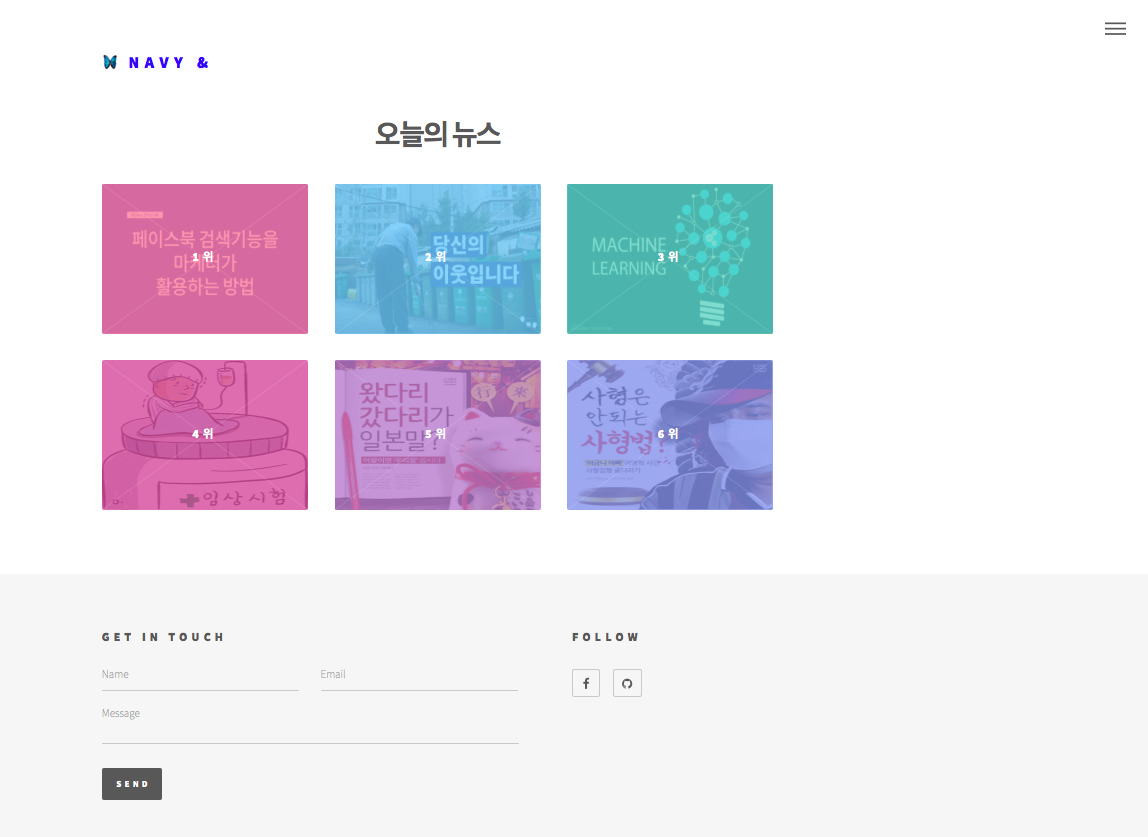 NAVY &
오늘의 뉴스
페이스북 검색기능을
마케터가
활용하는 방법
1 위
당신의
이웃입니다
2 위
MACHINE
LEARNING
3 위
4 위
임상시험
왔다리
갔다리가
일본말?
5 위
行 來
사형은
안되는
사형법!
6 위
GET IN TOUCH
FOLLOW
Name
Email
Message
SEND